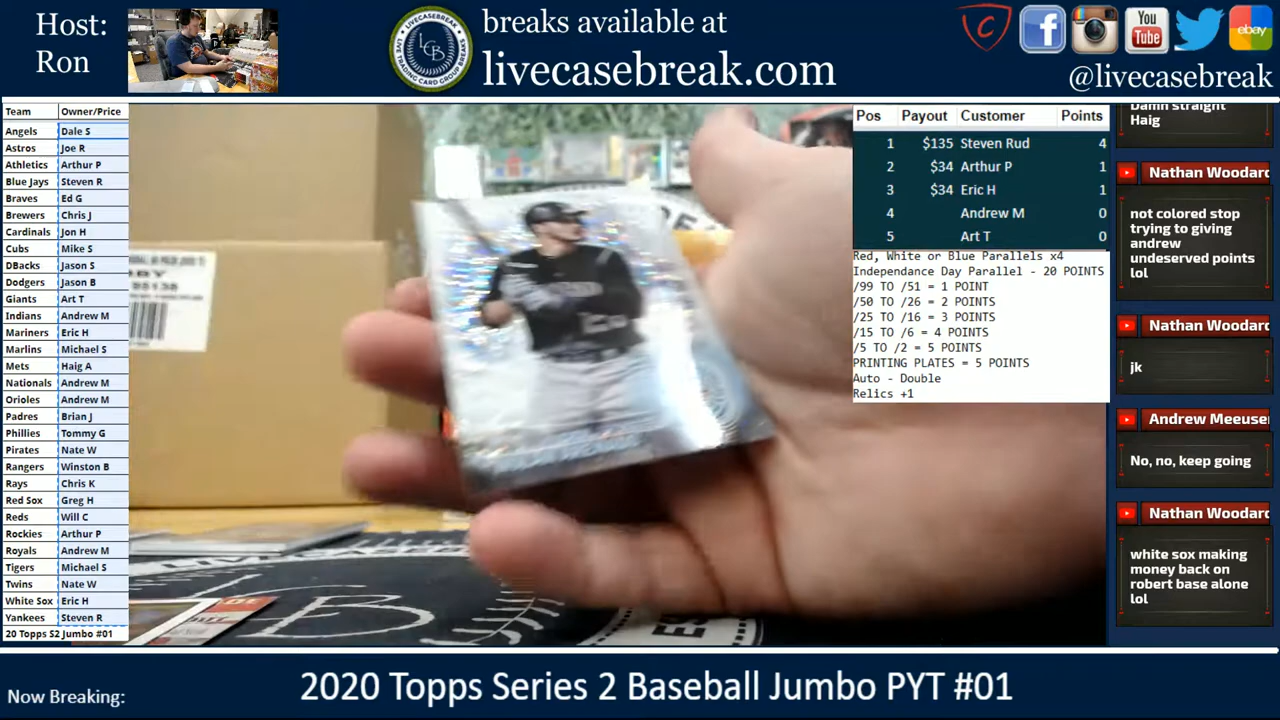 Host:
Ron
LIVECASEBREAK
LCB
LIVE TRADING CARD GROUP BREAKS
breaks available at
livecasebreak.com
You
Tube
ebay
@livecasebreak
Team Owner/Price
Angels Dale S
Astros Joe R
Athletics Arthur P
Blue Jays Steven R
Braves Ed G
Brewers Chris J
Cardinals Jon H
Cubs Mike S
DBacks Jason S
Dodgers Jason B
Giants Art T
Indians Andrew M
Mariners Eric H
Marlins Michael S
Mets Haig A
Nationals Andrew M
Orioles Andrew M
Padres Brian J
Phillies Tommy G
Pirates Nate W
Rangers Winston B
Rays Chris K
Red Sox Greg H
Reds Will C
Rockies Arthur P
Royals Andrew M
Tigers Michael S
Twins Nate W
White Sox Eric H
Yankees Steven R
20 Topps S2 Jumbo #01
Pos Payout Customer Points
1 $135 Steven Rud 4
2 $34 Arthur P 1
3 $34 Eric H 1
4 Andrew M 0
5 Art T 0
Red, White or Blue Parallels x4
Independance Day Parallel - 20 POINTS
/99 TO /51 = 1 POINT
/50 TO /26 = 2 POINTS
/25 TO /16 = 3 POINTS
/15 TO /6 = 4 POINTS
/5 TO /2 = 5 POINTS
PRINTING PLATES = 5 POINTS
Auto - Double
Relics +1
Damn straight
Haig
Nathan Woodard
not colored stop
trying to giving
andrew
undeserved points
lol
Nathan Woodard
jk
Andrew Meeuse
No, no, keep going
Nathan Woodard
white sox making
money back on
robert base alone
lol
Now Breaking:
2020 Topps Series 2 Baseball Jumbo PYT #01